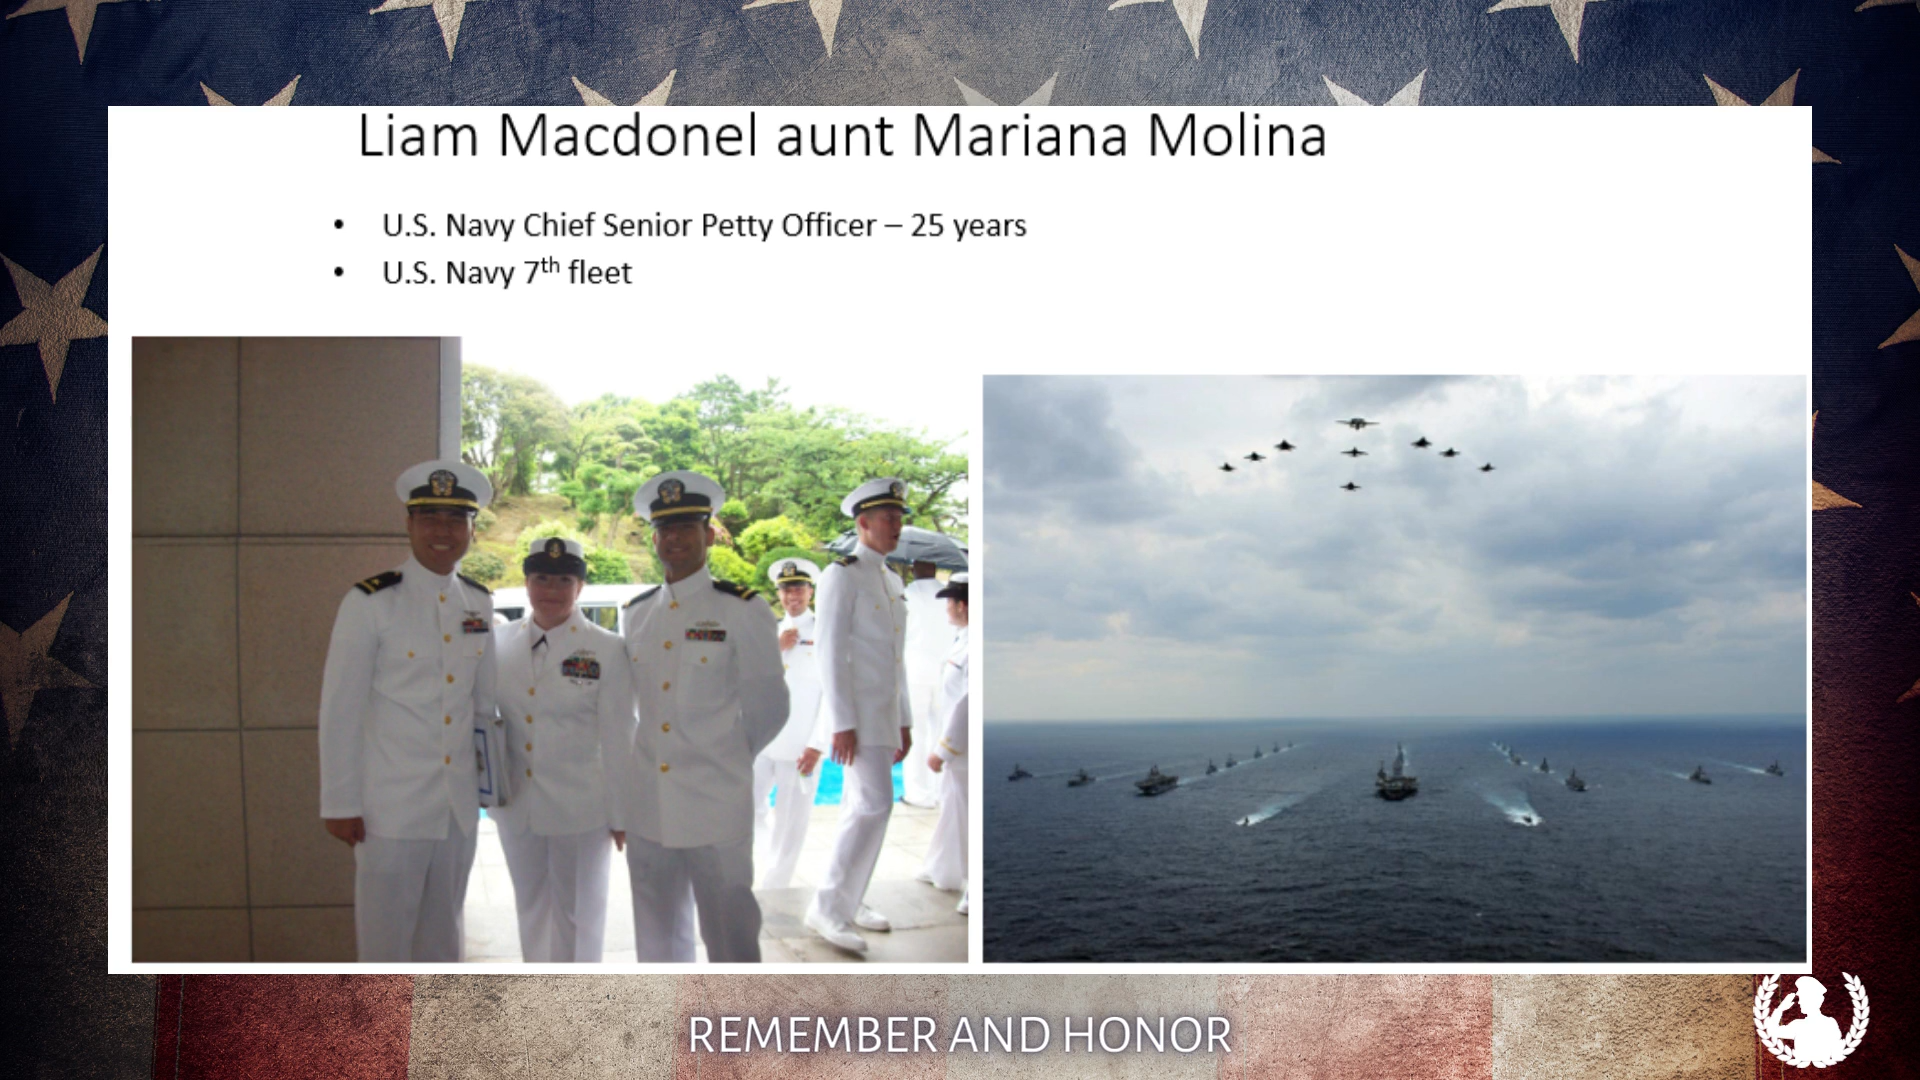 Liam Macdonel aunt Mariana Molina
• U.S. Navy Chief Senior Petty Officer – 25 years
• U.S. Navy 7th fleet
REMEMBER AND HONOR